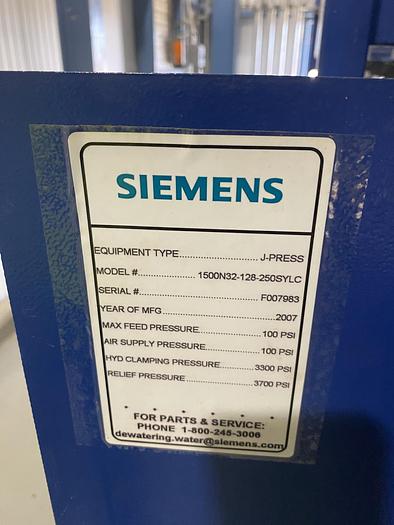 SIEMENS
EQUIPMENT TYPE.......................... J-PRESS
MODEL #.................. 1500N32-128-250SYLC
SERIAL #..................................... F007983
YEAR OF MFG....................................2007
MAX FEED PRESSURE................... 100 PSI
AIR SUPPLY PRESSURE................. 100 PSI
HYD CLAMPING PRESSURE........... 3300 PSI
RELIEF PRESSURE........................ 3700 PSI
FOR PARTS & SERVICE:
PHONE 1-800-245-3006
dewatering.water@siemens.com